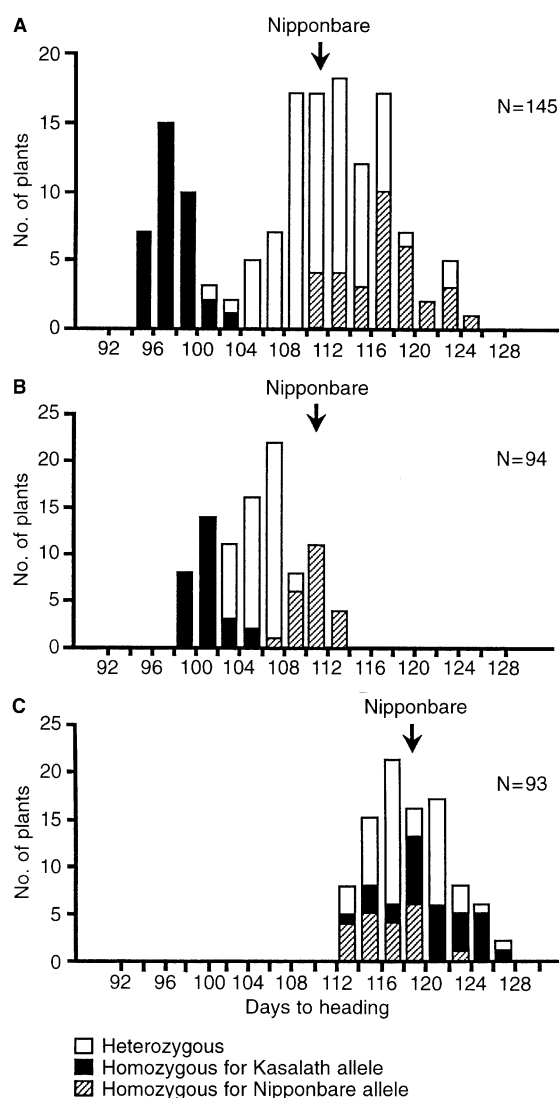 A
Nipponbare
20
15
10
5
0
No. of plants
N=145
92 96 100 104 108 112 116 120 124 128
B
Nipponbare
25
20
15
10
5
0
No. of plants
N=94
92 96 100 104 108 112 116 120 124 128
C
Nipponbare
25
20
15
10
5
0
No. of plants
N=93
92 96 100 104 108 112 116 120 124 128
Days to heading
Heterozygous
Homozygous for Kasalath allele
Homozygous for Nipponbare allele